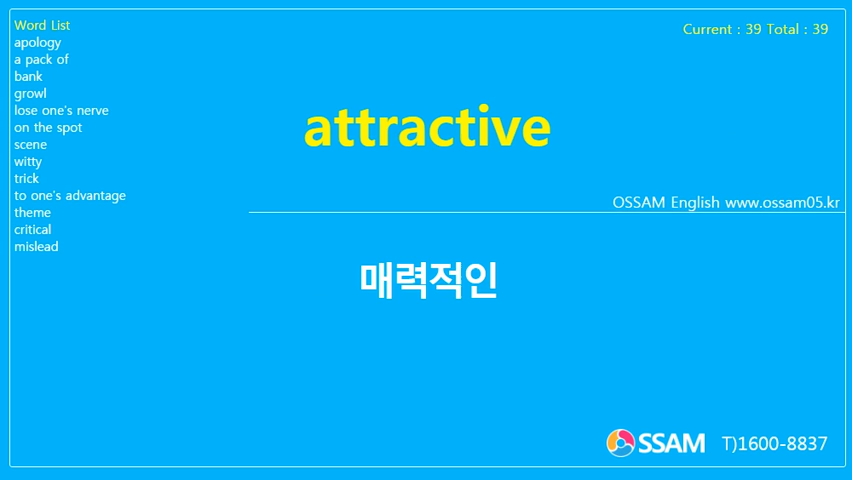 Word List
apology
a pack of
bank
growl
lose one's nerve
on the spot
scene
witty
trick
to one's advantage
theme
critical
mislead
Current : 39 Total : 39
attractive
OSSAM English www.ossam05.kr
매력적인
OSSAM T)1600-8837